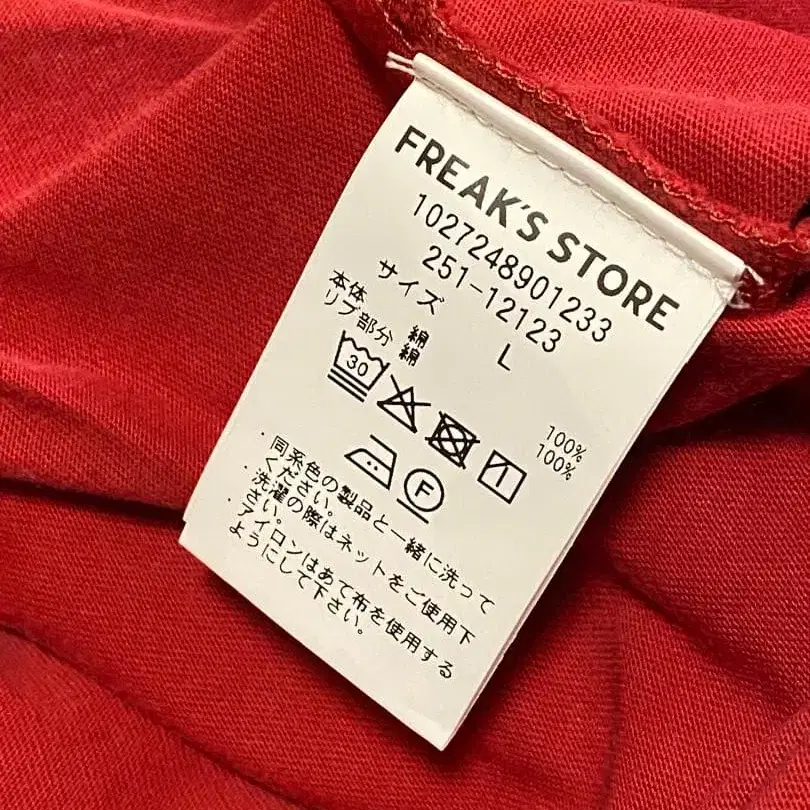 FREAK'S STORE
1027248901233
251-12123
サイズ L
本体 綿 100%
リブ部分 綿 100%
30
F
・同系色の製品と一緒に洗って
ください。
・洗濯の際はネットをご使用下
さい。
・アイロンはあて布を使用する
ようにして下さい。